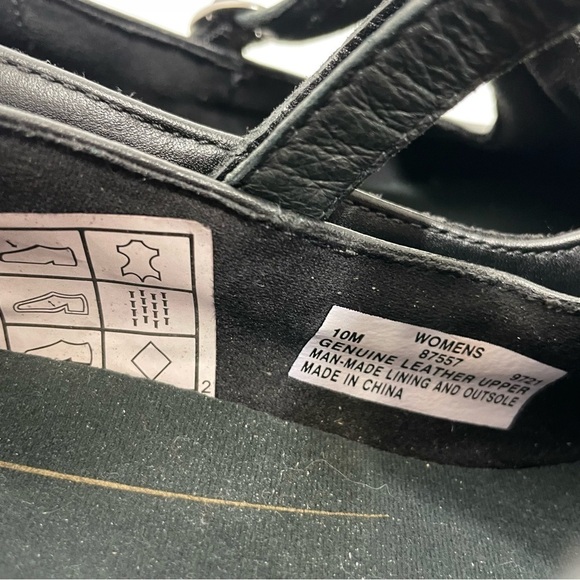 10M WOMENS
87557 9721
GENUINE LEATHER UPPER
MAN-MADE LINING AND OUTSOLE
MADE IN CHINA
2